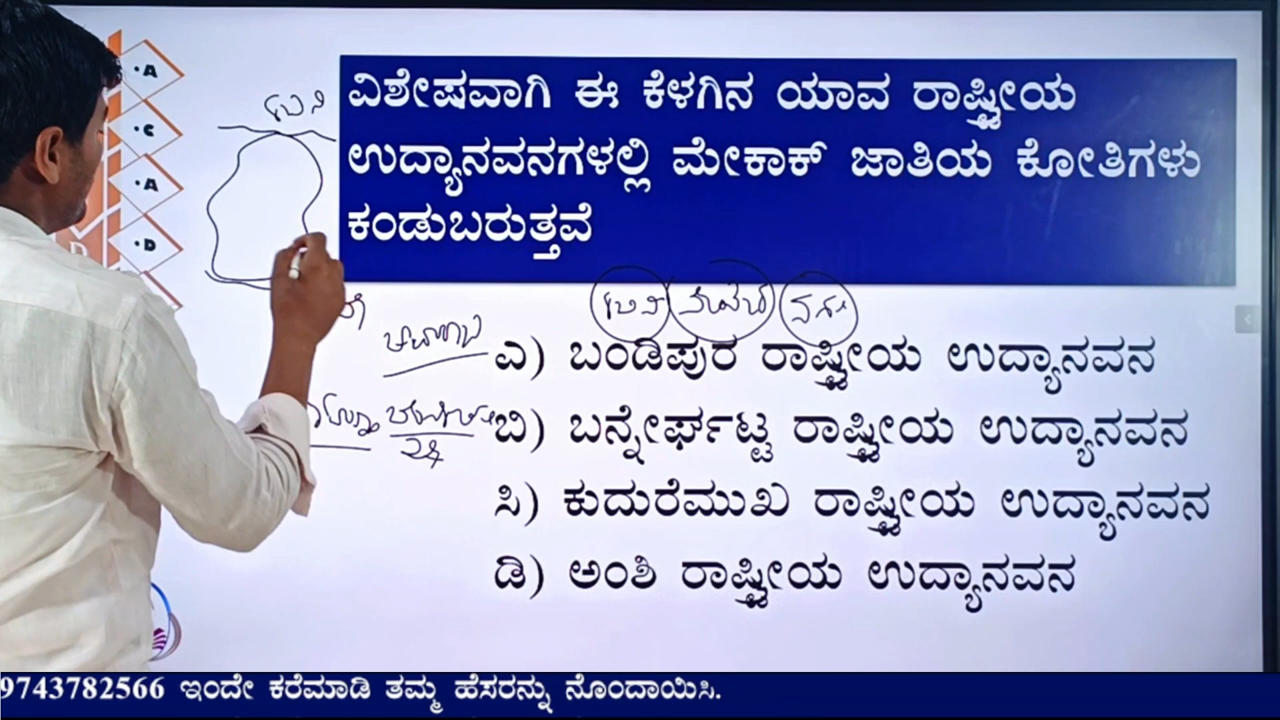 •A
•C
•A
•D
ವಿಶೇಷವಾಗಿ ಈ ಕೆಳಗಿನ ಯಾವ ರಾಷ್ಟ್ರೀಯ
ಉದ್ಯಾನವನಗಳಲ್ಲಿ ಮೇಕಾಕ್ ಜಾತಿಯ ಕೋತಿಗಳು
ಕಂಡುಬರುತ್ತವೆ
ಎ) ಬಂಡಿಪುರ ರಾಷ್ಟ್ರೀಯ ಉದ್ಯಾನವನ
ಬಿ) ಬನ್ನೇರ್ಘಟ್ಟ ರಾಷ್ಟ್ರೀಯ ಉದ್ಯಾನವನ
ಸಿ) ಕುದುರೆಮುಖ ರಾಷ್ಟ್ರೀಯ ಉದ್ಯಾನವನ
ಡಿ) ಅಂಶಿ ರಾಷ್ಟ್ರೀಯ ಉದ್ಯಾನವನ
9743782566 ಇಂದೇ ಕರೆಮಾಡಿ ತಮ್ಮ ಹೆಸರನ್ನು ನೊಂದಾಯಿಸಿ.